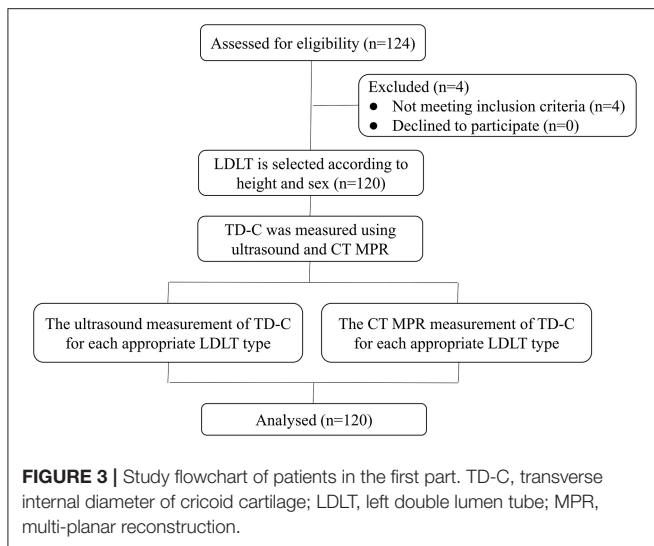 Assessed for eligibility (n=124)
Excluded (n=4)
● Not meeting inclusion criteria (n=4)
● Declined to participate (n=0)
LDLT is selected according to
height and sex (n=120)
TD-C was measured using
ultrasound and CT MPR
The ultrasound measurement of TD-C
for each appropriate LDLT type
The CT MPR measurement of TD-C
for each appropriate LDLT type
Analysed (n=120)
FIGURE 3 | Study flowchart of patients in the first part. TD-C, transverse
internal diameter of cricoid cartilage; LDLT, left double lumen tube; MPR,
multi-planar reconstruction.